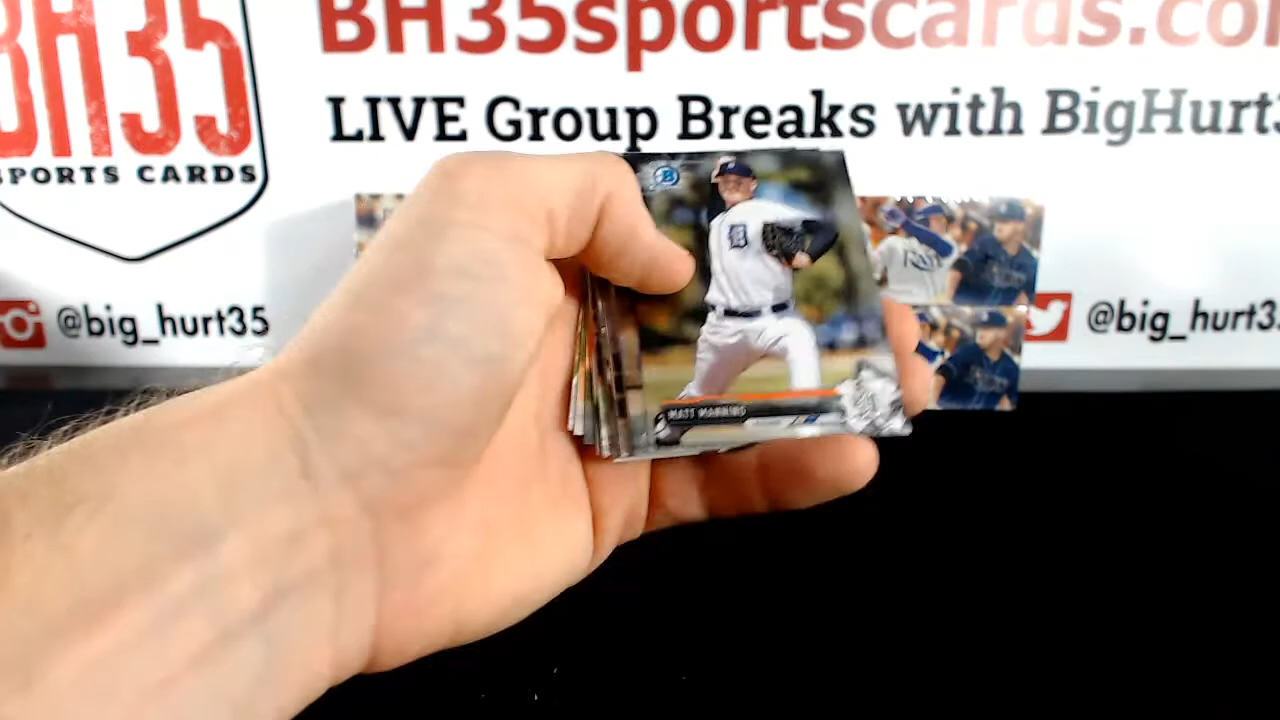 BH35
SPORTS CARDS
BH35sportscards.co
LIVE Group Breaks with BigHurt3
@big_hurt35
@big_hurt3
B
D
MATT MANNING